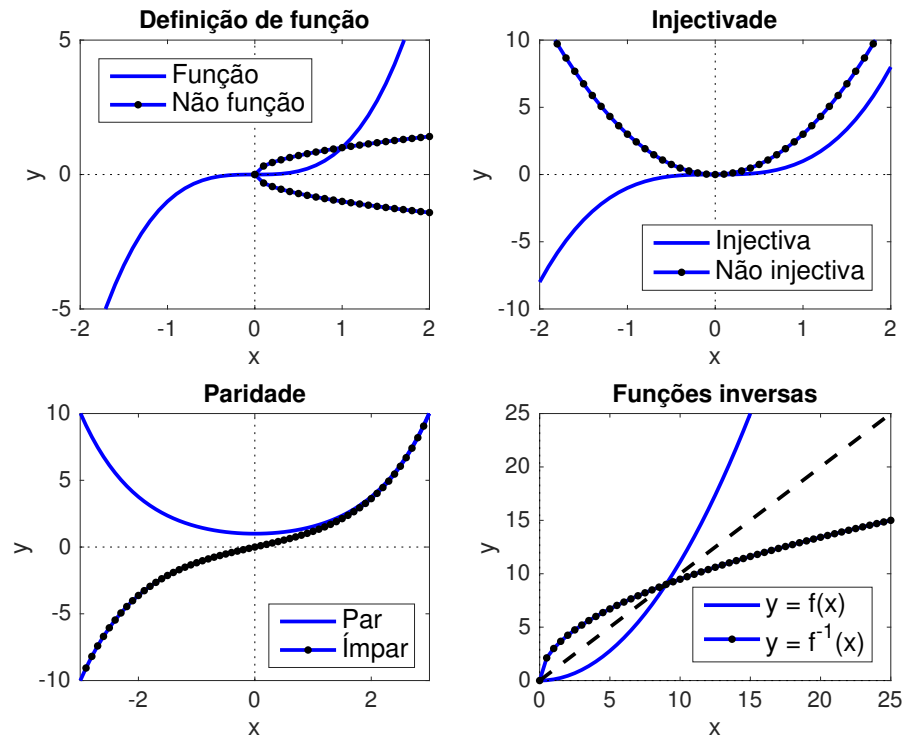 Definição de função
5
0
-5
y
Função
Não função
-2
-1
0
1
2
x
Injectivade
10
5
0
-5
-10
y
Injectiva
Não injectiva
-2
-1
0
1
2
x
Paridade
10
5
0
-5
-10
y
Par
Ímpar
-2
0
2
x
Funções inversas
25
20
15
10
5
0
y
y = f(x)
y = f⁻¹(x)
0
5
10
15
20
25
x